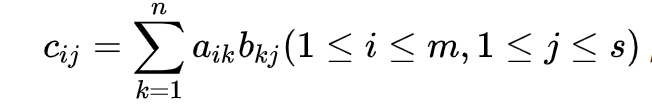 $c_{ij} = \sum_{k=1}^{n} a_{ik} b_{kj} (1 \leq i \leq m, 1 \leq j \leq s)$